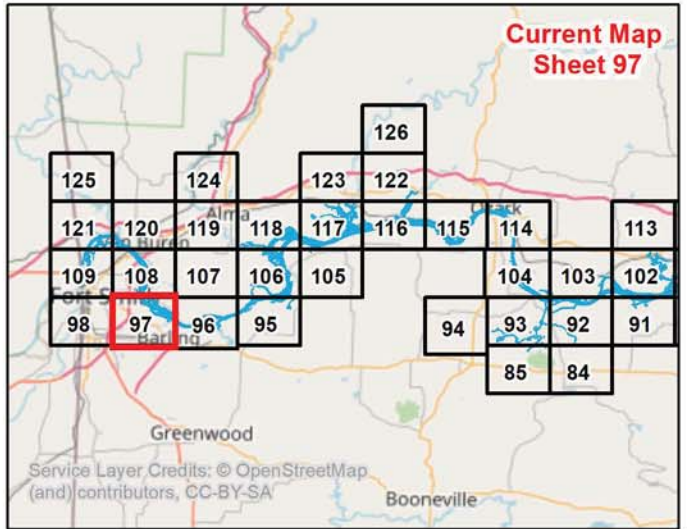 Current Map
Sheet 97
126
125 124 123 122
Alma Ozark
121 120 119 118 117 116 115 114 113
Van Buren
109 108 107 106 105 104 103 102
Fort Smith
98 97 96 95 94 93 92 91
Barling
85 84
Greenwood
Service Layer Credits: © OpenStreetMap
(and) contributors, CC-BY-SA
Booneville